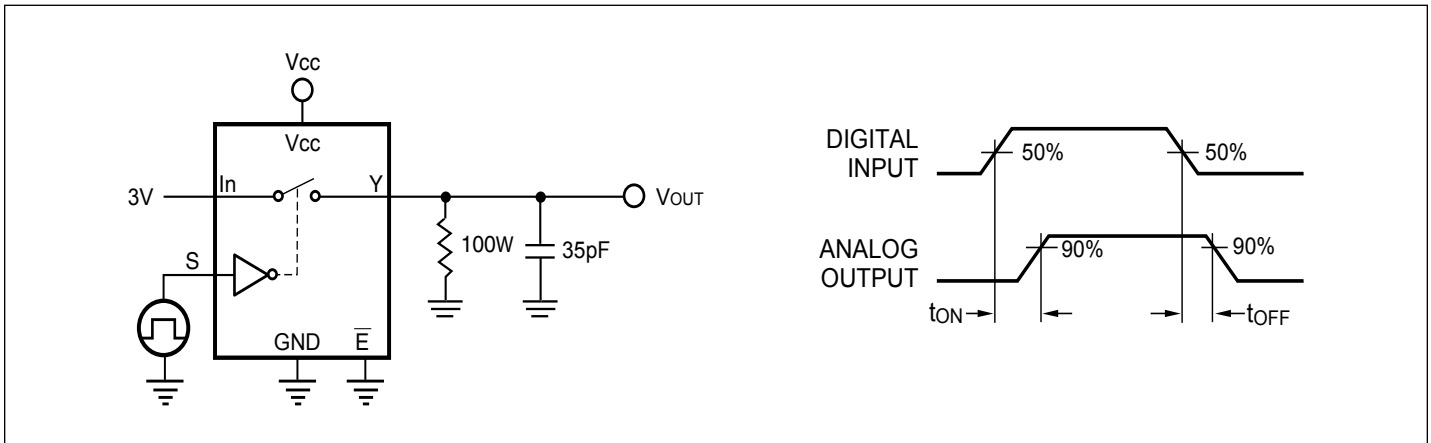 Vcc
Vcc
In
Y
3V
VOUT
100W
35pF
S
GND
E̅
DIGITAL
INPUT
50%
50%
ANALOG
OUTPUT
90%
90%
tON
tOFF